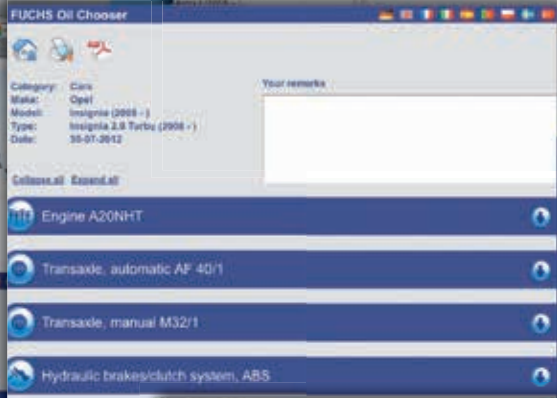 FUCHS Oil Chooser
Your remarks
Category: Cars
Make: Opel
Model: Insignia (2008 - )
Type: Insignia 2.0 Turbo (2008 - )
Date: 30-07-2012
Collapse all Expand all
Engine A20NHT
Transaxle, automatic AF 40/1
Transaxle, manual M32/1
Hydraulic brakes/clutch system, ABS